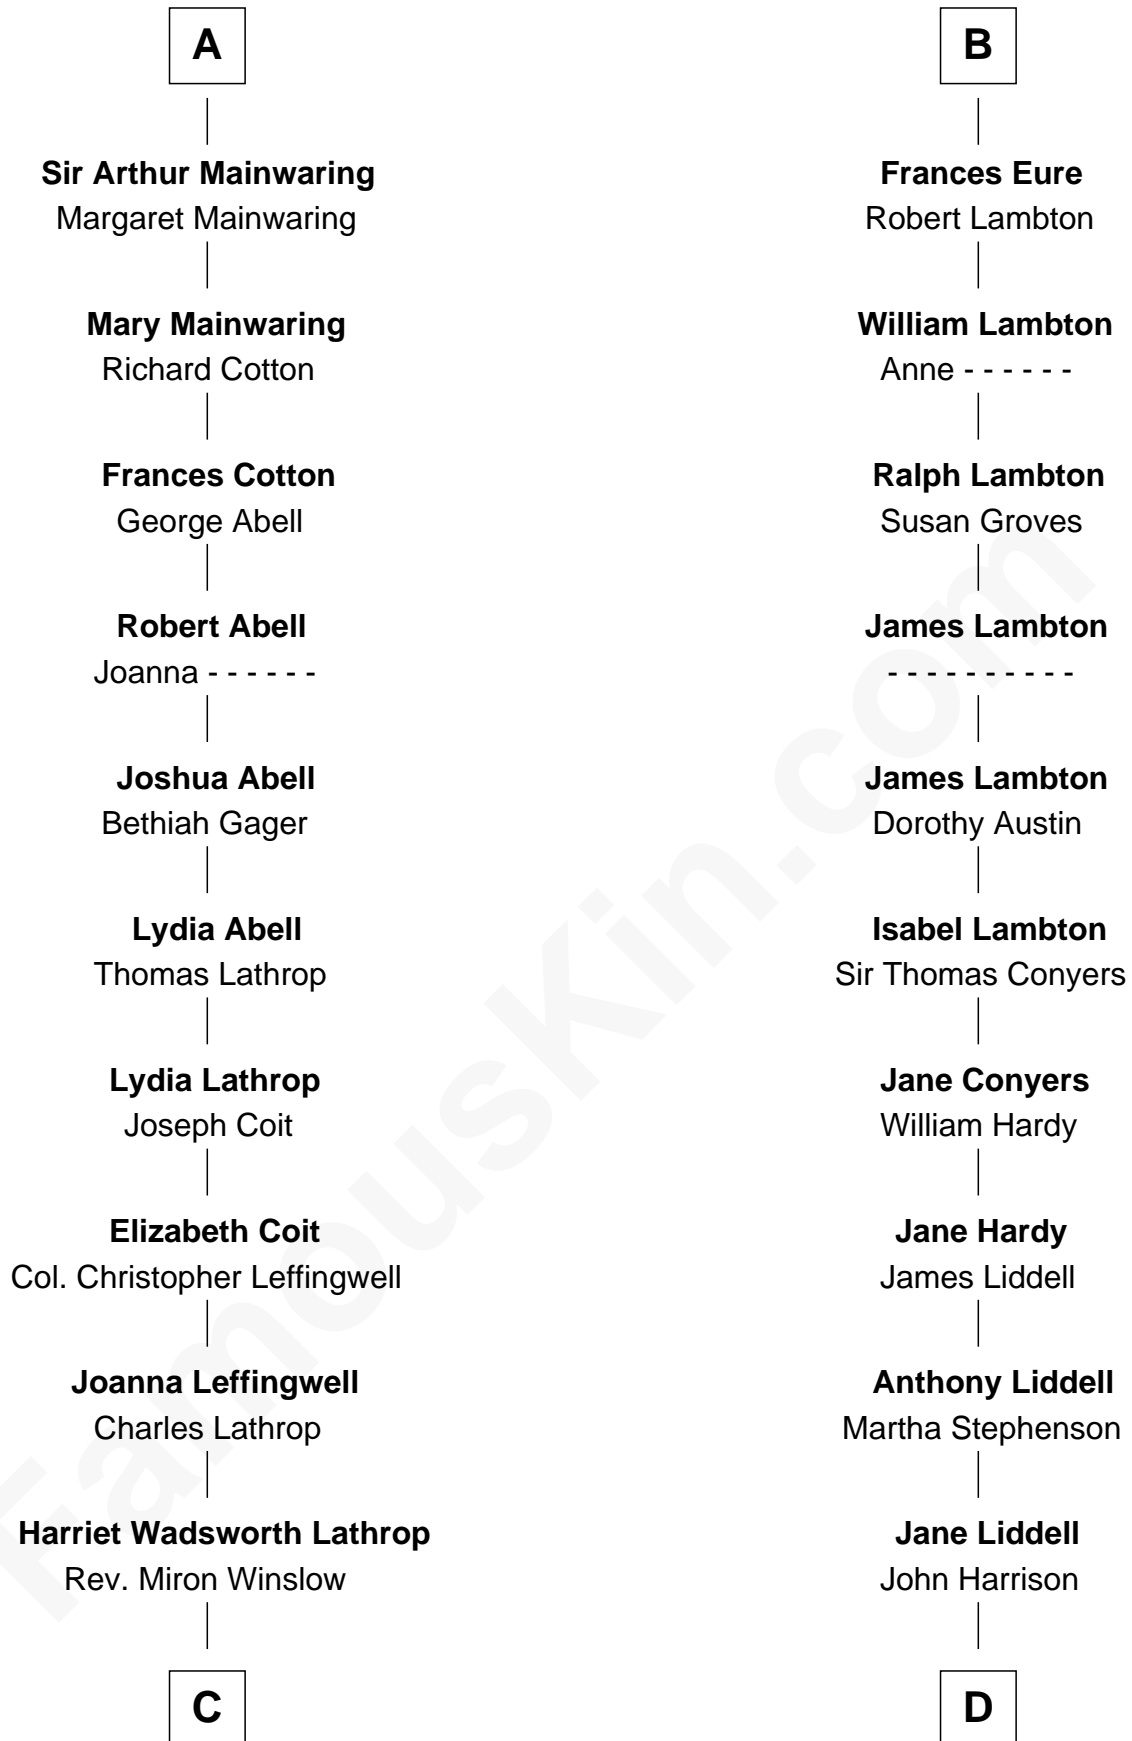 A
Sir Arthur Mainwaring
Margaret Mainwaring
Mary Mainwaring
Richard Cotton
Frances Cotton
George Abell
Robert Abell
Joanna - - - - - -
Joshua Abell
Bethiah Gager
Lydia Abell
Thomas Lathrop
Lydia Lathrop
Joseph Coit
Elizabeth Coit
Col. Christopher Leffingwell
Joanna Leffingwell
Charles Lathrop
Harriet Wadsworth Lathrop
Rev. Miron Winslow
C
B
Frances Eure
Robert Lambton
William Lambton
Anne - - - - - -
Ralph Lambton
Susan Groves
James Lambton
- - - - - - - - - -
James Lambton
Dorothy Austin
Isabel Lambton
Sir Thomas Conyers
Jane Conyers
William Hardy
Jane Hardy
James Liddell
Anthony Liddell
Martha Stephenson
Jane Liddell
John Harrison
D
FamousKin.com